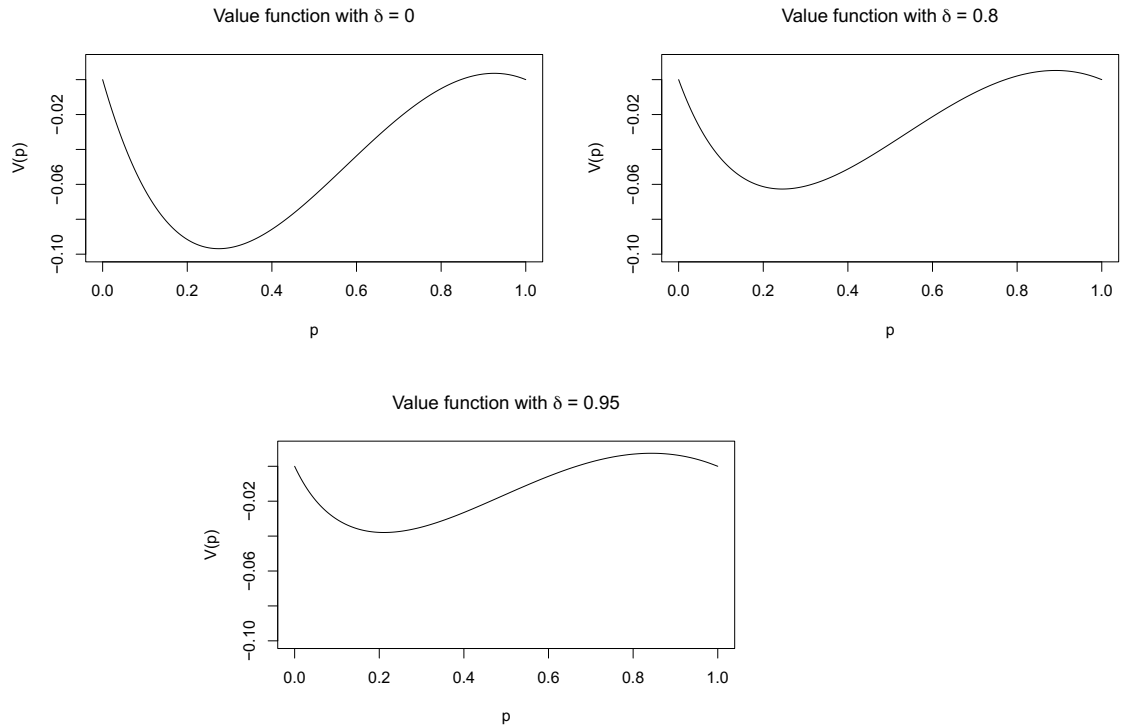 Value function with δ = 0
V(p)
−0.02
−0.06
−0.10
0.0 0.2 0.4 0.6 0.8 1.0
p
Value function with δ = 0.8
V(p)
−0.02
−0.06
−0.10
0.0 0.2 0.4 0.6 0.8 1.0
p
Value function with δ = 0.95
V(p)
−0.02
−0.06
−0.10
0.0 0.2 0.4 0.6 0.8 1.0
p